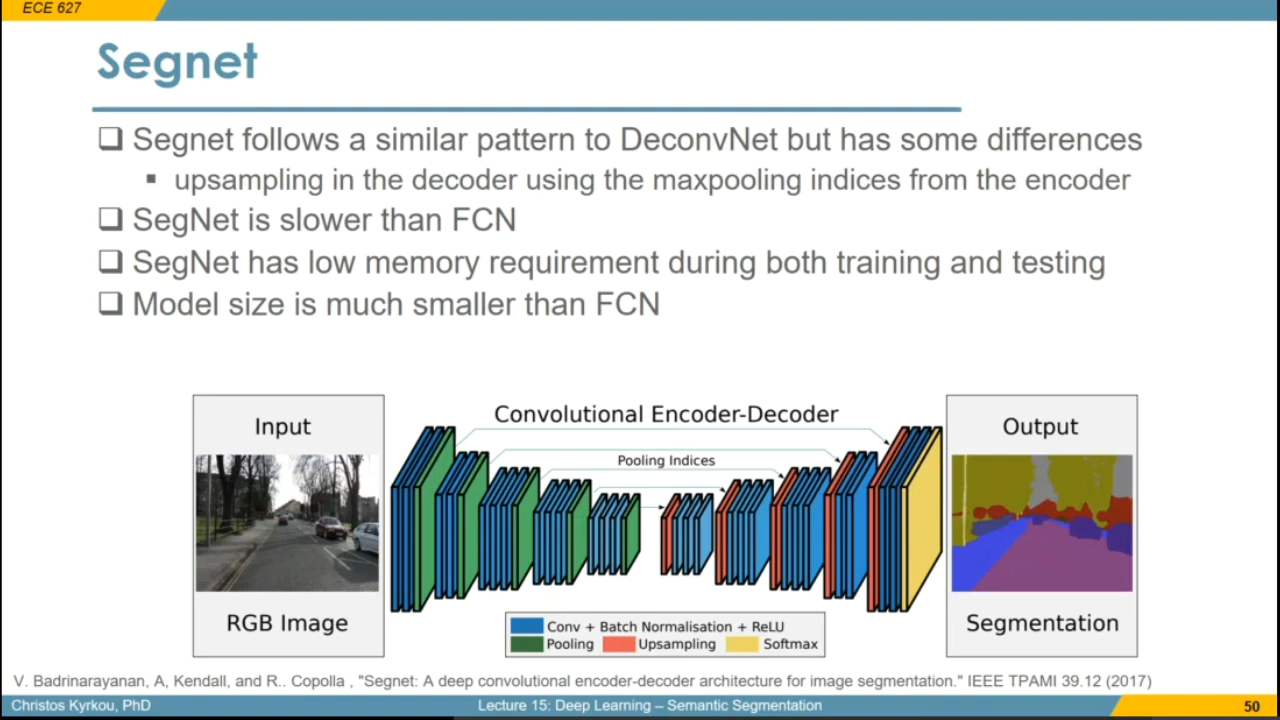 ECE 627
Segnet
❑ Segnet follows a similar pattern to DeconvNet but has some differences
▪ upsampling in the decoder using the maxpooling indices from the encoder
❑ SegNet is slower than FCN
❑ SegNet has low memory requirement during both training and testing
❑ Model size is much smaller than FCN
Convolutional Encoder-Decoder
Input
Output
Pooling Indices
RGB Image
Segmentation
Conv + Batch Normalisation + ReLU
Pooling Upsampling Softmax
V. Badrinarayanan, A, Kendall, and R.. Copolla , "Segnet: A deep convolutional encoder-decoder architecture for image segmentation." IEEE TPAMI 39.12 (2017)
Christos Kyrkou, PhD Lecture 15: Deep Learning – Semantic Segmentation 50